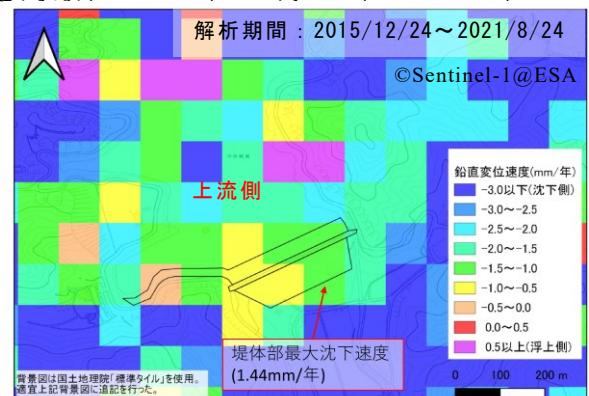 解析期間：2015/12/24～2021/8/24
©Sentinel-1@ESA
上流側
鉛直変位速度(mm/年)
-3.0以下(沈下側)
-3.0～-2.5
-2.5～-2.0
-2.0～-1.5
-1.5～-1.0
-1.0～-0.5
-0.5～0.0
0.0～0.5
0.5以上(浮上側)
堤体部最大沈下速度
(1.44mm/年)
背景図は国土地理院「標準タイル」を使用。
適宜上記背景図に追記を行った。
0 100 200 m